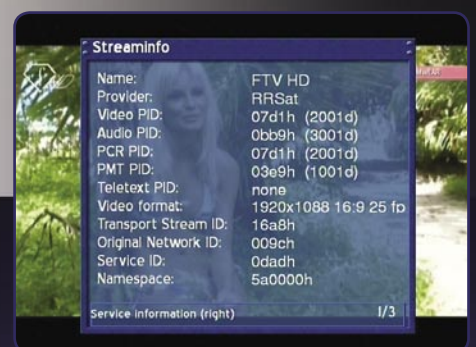 Streaminfo
Name: FTV HD
Provider: RRSat
Video PID: 07d1h (2001d)
Audio PID: 0bb9h (3001d)
PCR PID: 07d1h (2001d)
PMT PID: 03e9h (1001d)
Teletext PID: none
Video format: 1920x1088 16:9 25 fp
Transport Stream ID: 16a8h
Original Network ID: 009ch
Service ID: 0dadh
Namespace: 5a0000h
Service information (right) 1/3